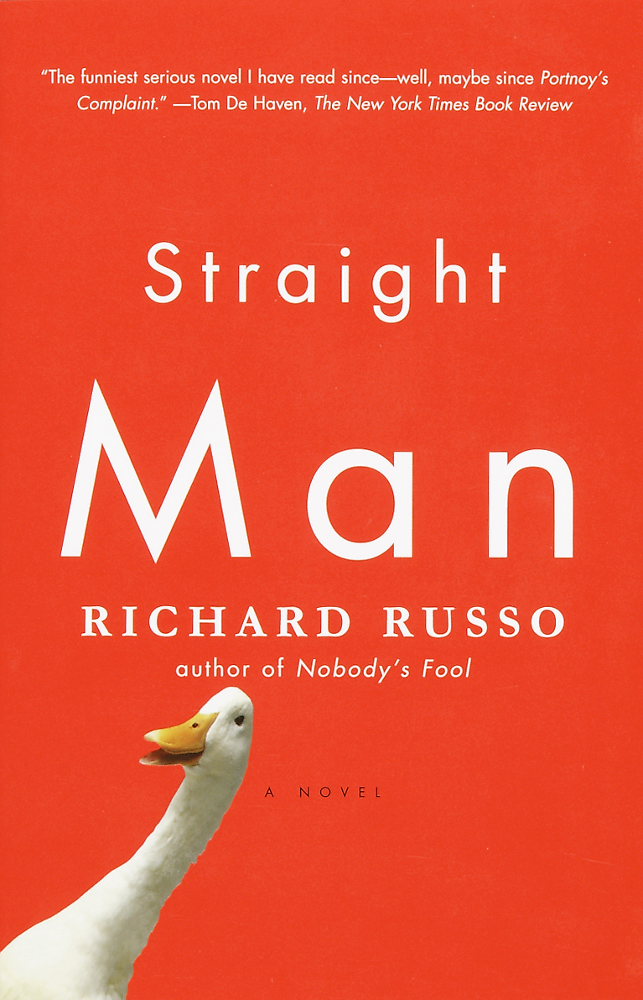 “The funniest serious novel I have read since—well, maybe since Portnoy’s
Complaint.” —Tom De Haven, The New York Times Book Review
Straight
Man
RICHARD RUSSO
author of Nobody’s Fool
A NOVEL